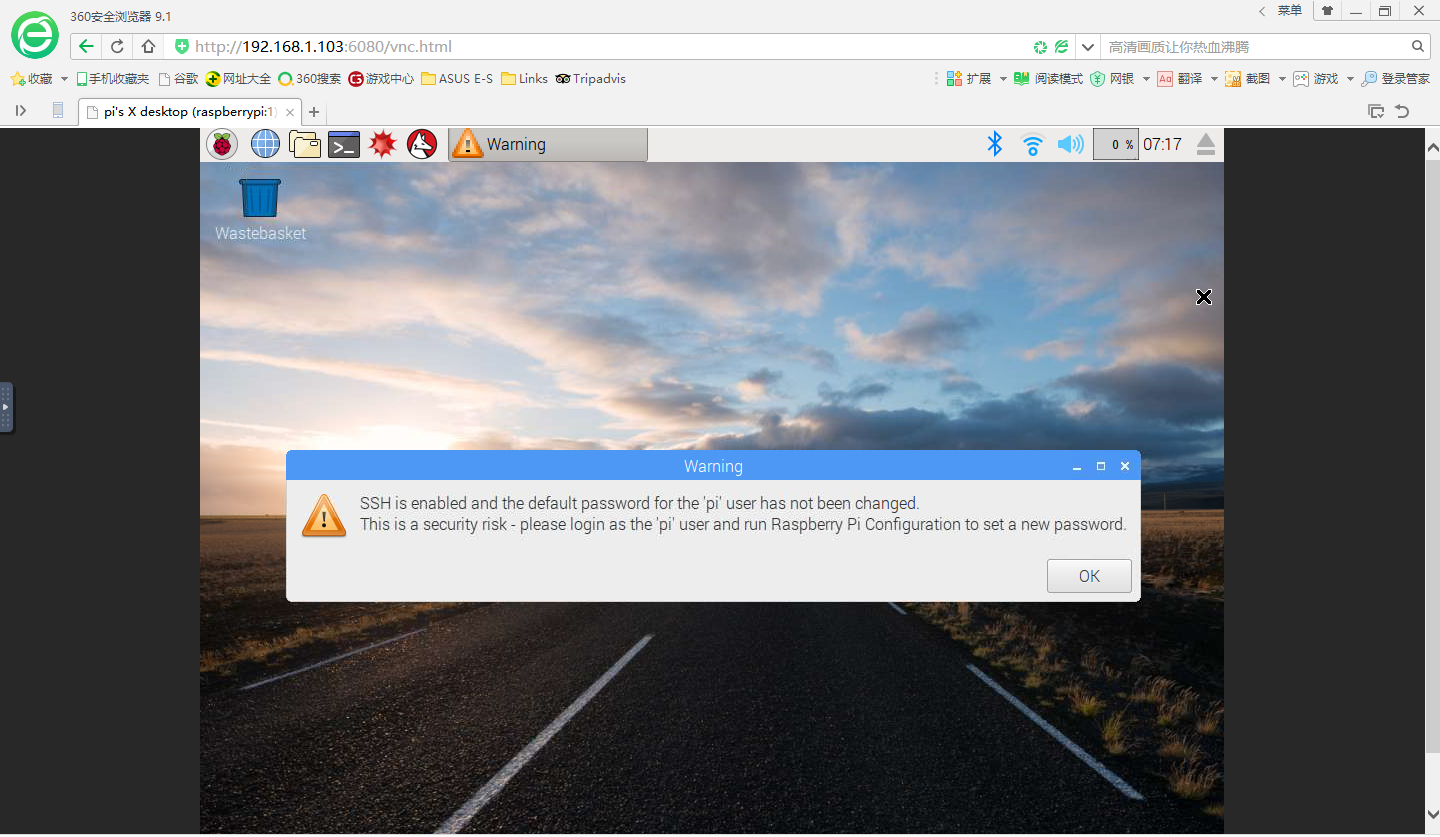 360安全浏览器 9.1
菜单
http://192.168.1.103:6080/vnc.html
高清画质让你热血沸腾
收藏 手机收藏夹 谷歌 网址大全 360搜索 游戏中心 ASUS E-S Links Tripadvis
扩展 阅读模式 网银 Aa 翻译 截图 游戏 登录管家
pi's X desktop (raspberrypi:1)
Warning
0 %
07:17
Wastebasket
Warning
SSH is enabled and the default password for the 'pi' user has not been changed.
This is a security risk - please login as the 'pi' user and run Raspberry Pi Configuration to set a new password.
OK